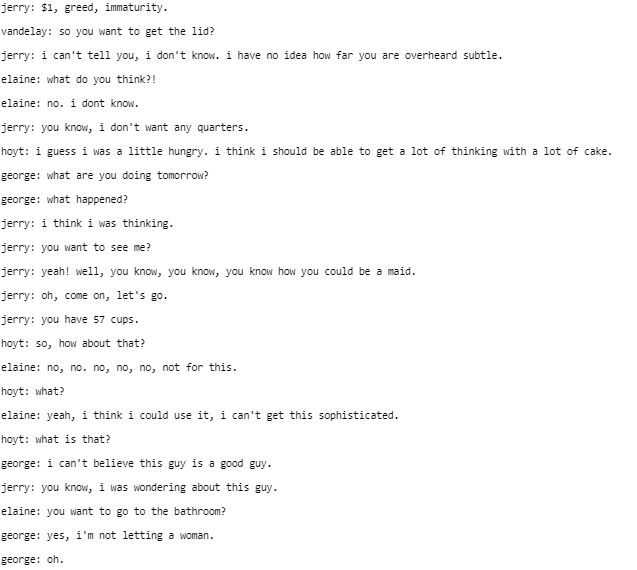 jerry: $1, greed, immaturity.
vandelay: so you want to get the lid?
jerry: i can't tell you, i don't know. i have no idea how far you are overheard subtle.
elaine: what do you think?!
elaine: no. i dont know.
jerry: you know, i don't want any quarters.
hoyt: i guess i was a little hungry. i think i should be able to get a lot of thinking with a lot of cake.
george: what are you doing tomorrow?
george: what happened?
jerry: i think i was thinking.
jerry: you want to see me?
jerry: yeah! well, you know, you know, you know how you could be a maid.
jerry: oh, come on, let's go.
jerry: you have 57 cups.
hoyt: so, how about that?
elaine: no, no. no, no, no, not for this.
hoyt: what?
elaine: yeah, i think i could use it, i can't get this sophisticated.
hoyt: what is that?
george: i can't believe this guy is a good guy.
jerry: you know, i was wondering about this guy.
elaine: you want to go to the bathroom?
george: yes, i'm not letting a woman.
george: oh.